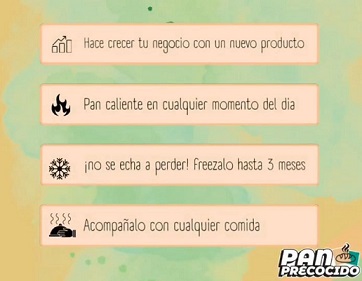 Hace crecer tu negocio con un nuevo producto
Pan caliente en cualquier momento del dia
¡no se echa a perder! freezalo hasta 3 meses
Acompañalo con cualquier comida
PAN
PRECOCIDO